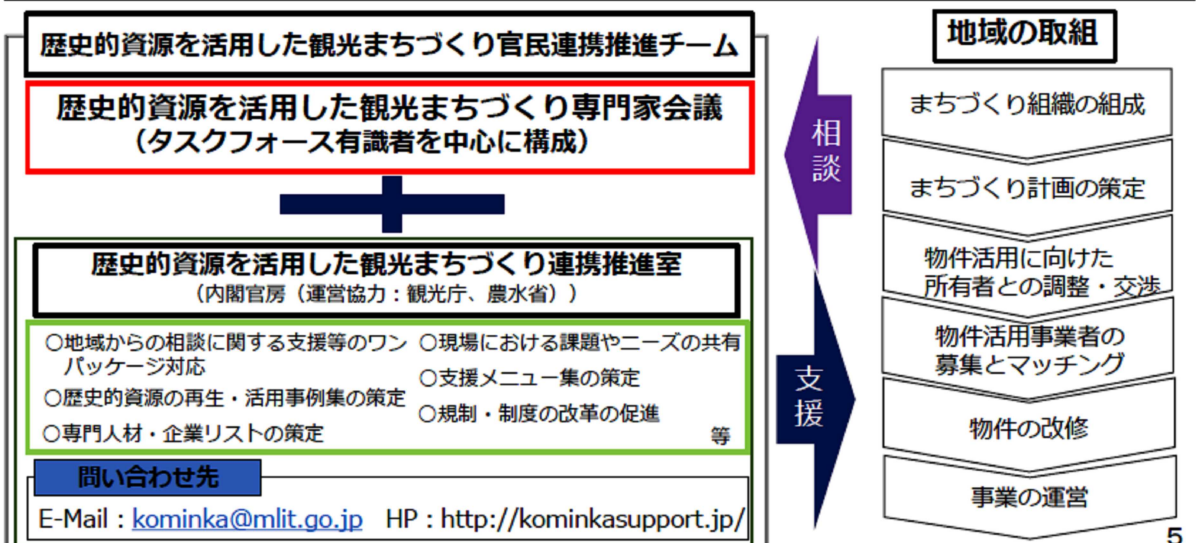 歴史的資源を活用した観光まちづくり官民連携推進チーム
歴史的資源を活用した観光まちづくり専門家会議
（タスクフォース有識者を中心に構成）
歴史的資源を活用した観光まちづくり連携推進室
（内閣官房（運営協力：観光庁、農水省））
○地域からの相談に関する支援等のワン
パッケージ対応
○歴史的資源の再生・活用事例集の策定
○専門人材・企業リストの策定
○現場における課題やニーズの共有
○支援メニュー集の策定
○規制・制度の改革の促進
等
問い合わせ先
E-Mail：kominka@mlit.go.jp HP：http://kominkasupport.jp/
相談
支援
地域の取組
まちづくり組織の組成
まちづくり計画の策定
物件活用に向けた
所有者との調整・交渉
物件活用事業者の
募集とマッチング
物件の改修
事業の運営
5